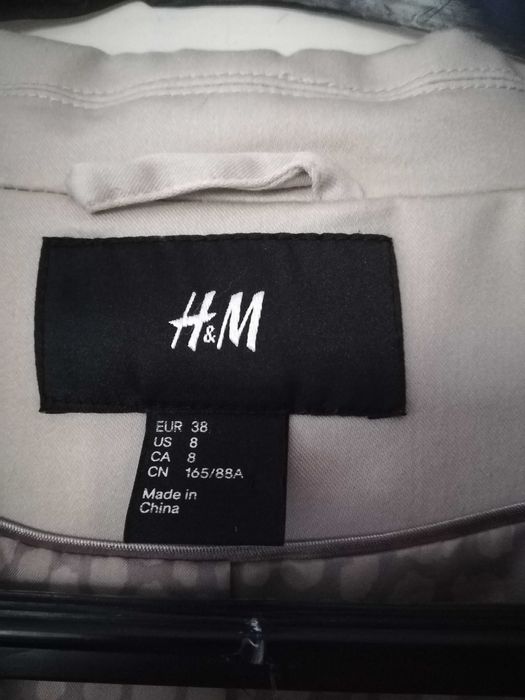 H&M
EUR 38
US 8
CA 8
CN 165/88A
Made in
China